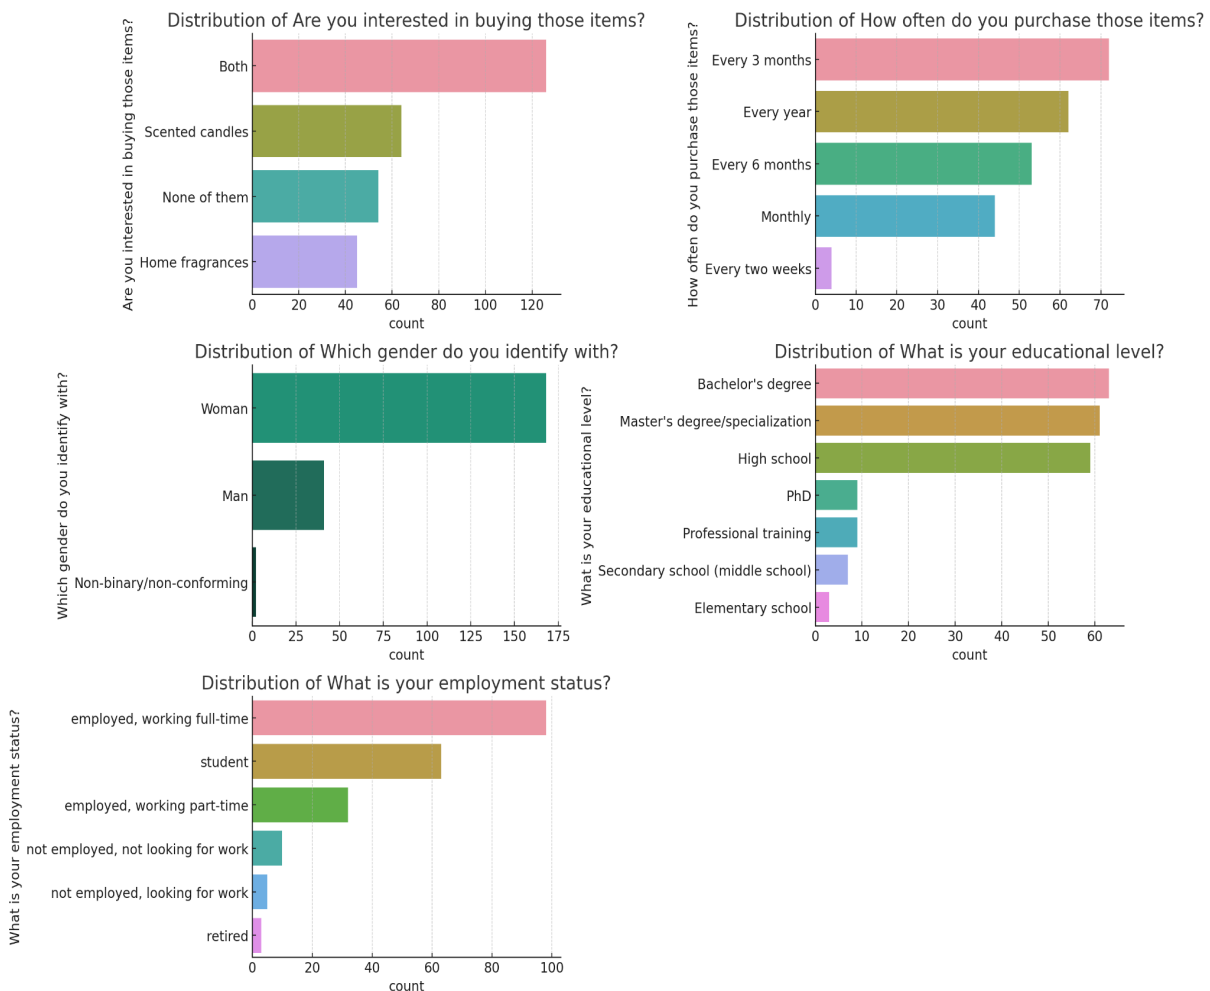 Distribution of Are you interested in buying those items?
Are you interested in buying those items?
Both
Scented candles
None of them
Home fragrances
0 20 40 60 80 100 120
count
Distribution of How often do you purchase those items?
How often do you purchase those items?
Every 3 months
Every year
Every 6 months
Monthly
Every two weeks
0 10 20 30 40 50 60 70
count
Distribution of Which gender do you identify with?
Which gender do you identify with?
Woman
Man
Non-binary/non-conforming
0 25 50 75 100 125 150 175
count
Distribution of What is your educational level?
What is your educational level?
Bachelor's degree
Master's degree/specialization
High school
PhD
Professional training
Secondary school (middle school)
Elementary school
0 10 20 30 40 50 60
count
Distribution of What is your employment status?
What is your employment status?
employed, working full-time
student
employed, working part-time
not employed, not looking for work
not employed, looking for work
retired
0 20 40 60 80 100
count